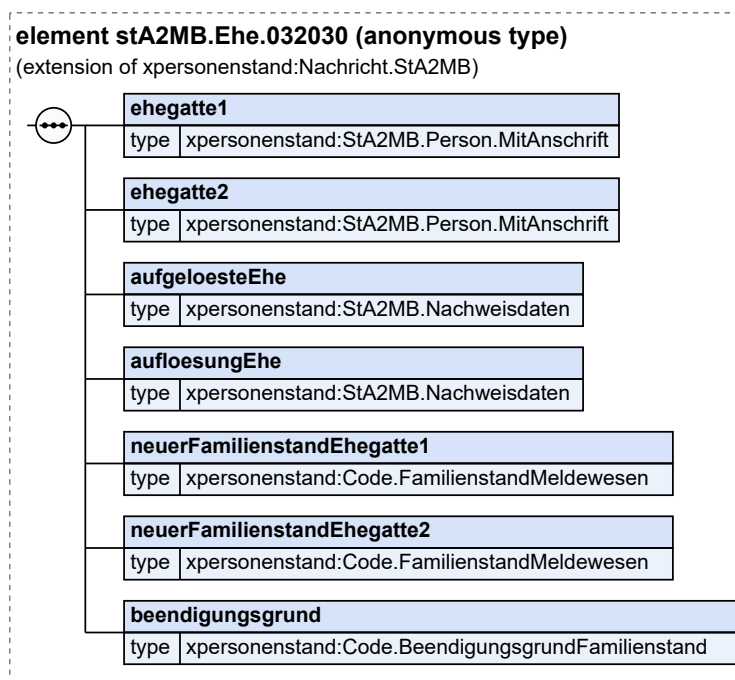 element stA2MB.Ehe.032030 (anonymous type)
(extension of xpersonenstand:Nachricht.StA2MB)
ehegatte1
type xpersonenstand:StA2MB.Person.MitAnschrift
ehegatte2
type xpersonenstand:StA2MB.Person.MitAnschrift
aufgeloesteEhe
type xpersonenstand:StA2MB.Nachweisdaten
aufloesungEhe
type xpersonenstand:StA2MB.Nachweisdaten
neuerFamilienstandEhegatte1
type xpersonenstand:Code.FamilienstandMeldewesen
neuerFamilienstandEhegatte2
type xpersonenstand:Code.FamilienstandMeldewesen
beendigungsgrund
type xpersonenstand:Code.BeendigungsgrundFamilienstand